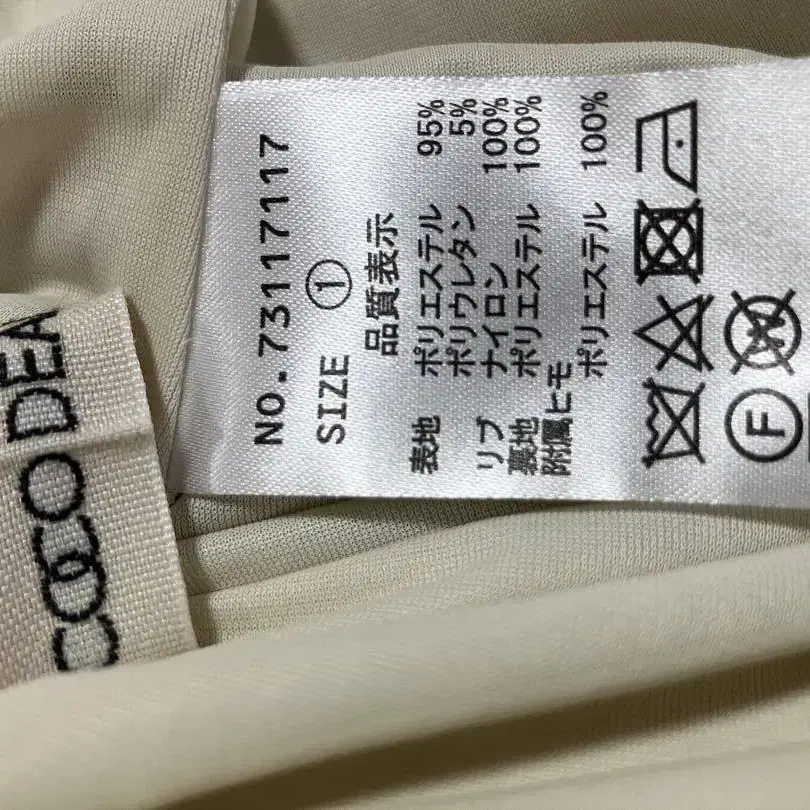 NO.73117117
SIZE ①
品質表示
表地 ポリエステル 95%
ポリウレタン 5%
リブ ナイロン 100%
裏地 ポリエステル 100%
附属ヒモ
ポリエステル 100%
F
W
COCO DEA